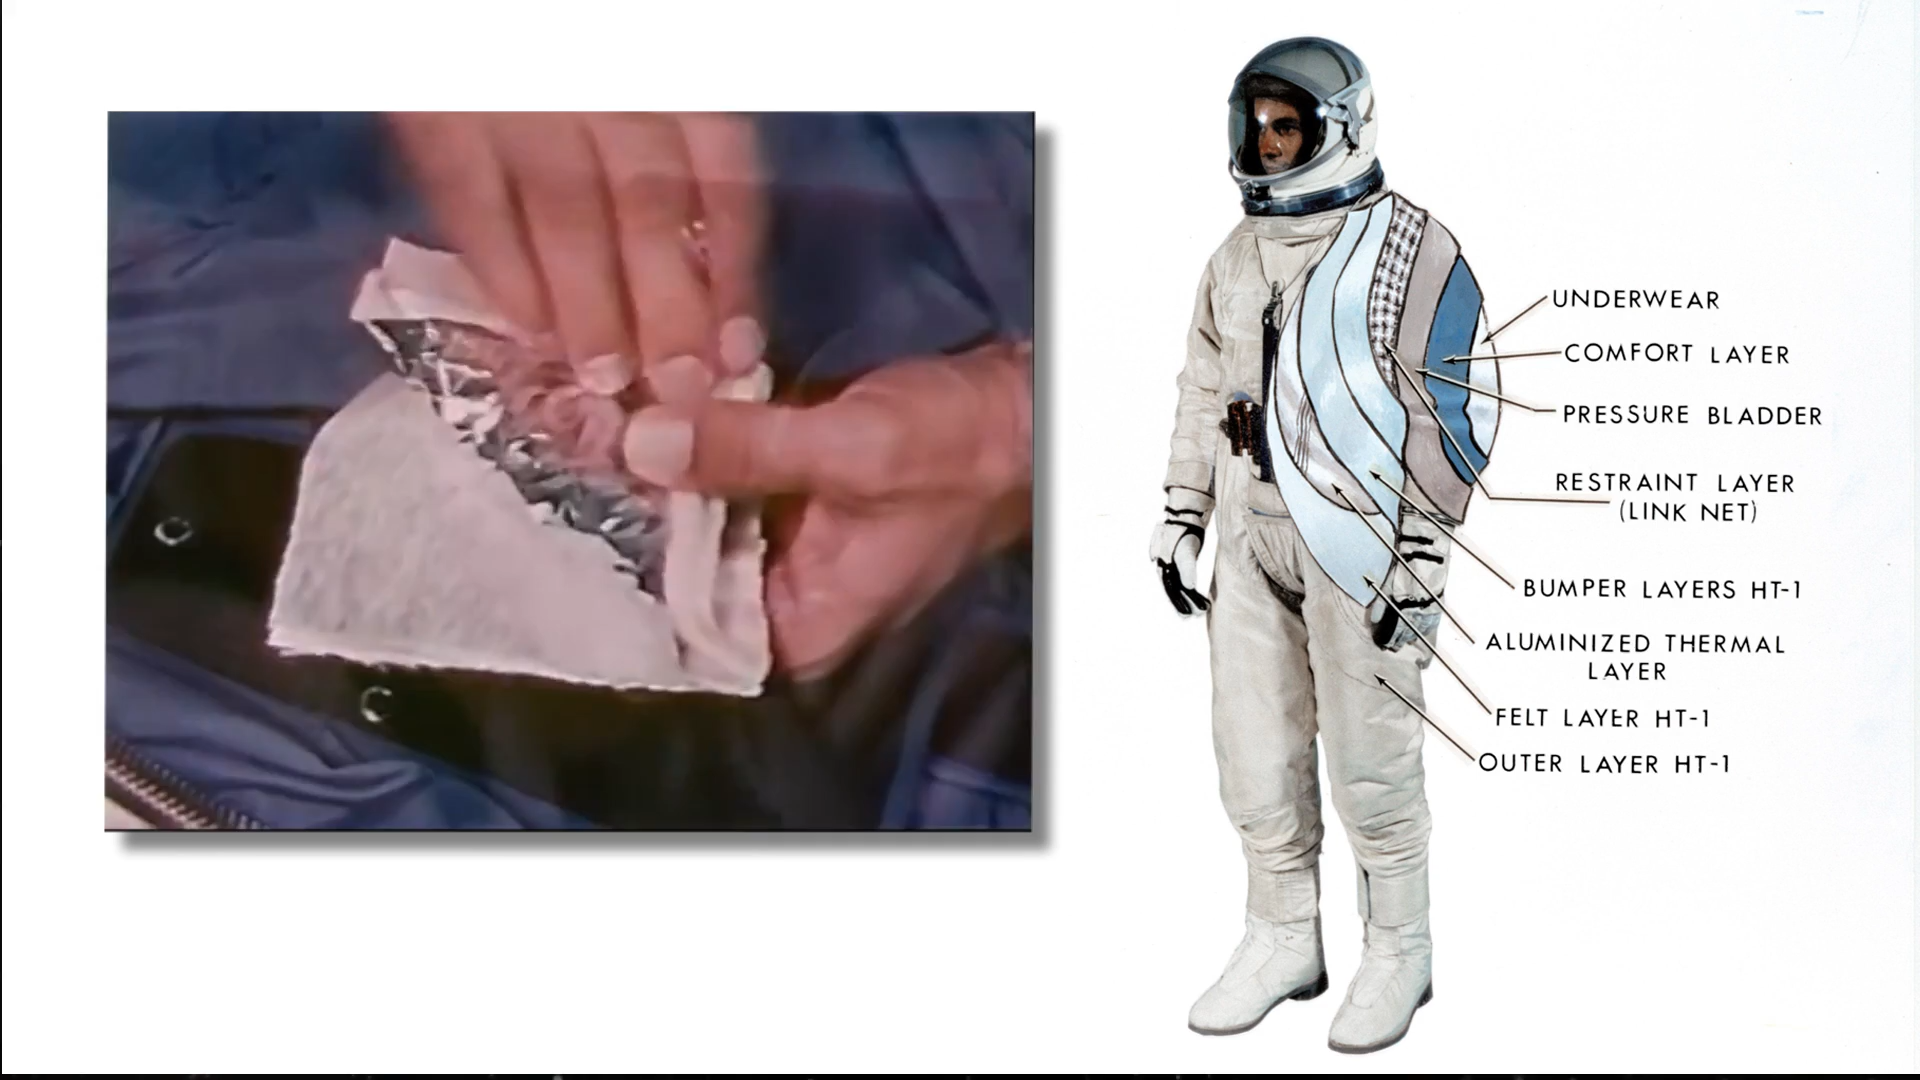 UNDERWEAR
COMFORT LAYER
PRESSURE BLADDER
RESTRAINT LAYER
(LINK NET)
BUMPER LAYERS HT-1
ALUMINIZED THERMAL
LAYER
FELT LAYER HT-1
OUTER LAYER HT-1